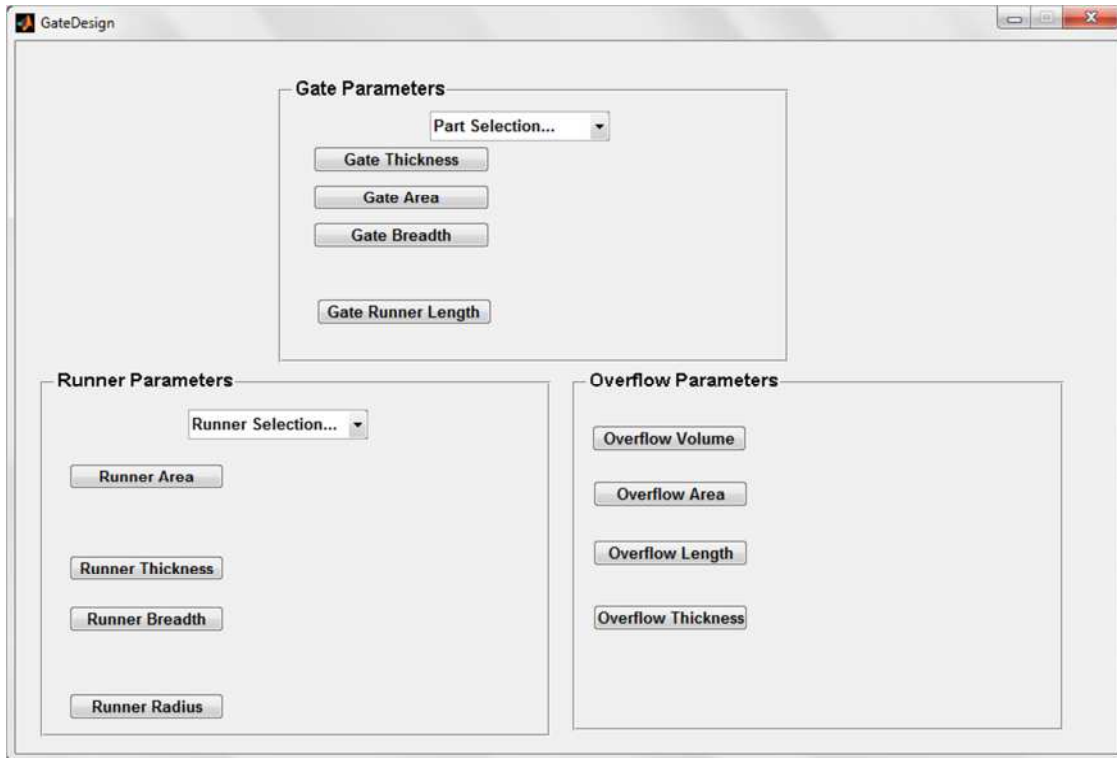 GateDesign
Gate Parameters
Part Selection...
Gate Thickness
Gate Area
Gate Breadth
Gate Runner Length
Runner Parameters
Runner Selection...
Runner Area
Runner Thickness
Runner Breadth
Runner Radius
Overflow Parameters
Overflow Volume
Overflow Area
Overflow Length
Overflow Thickness